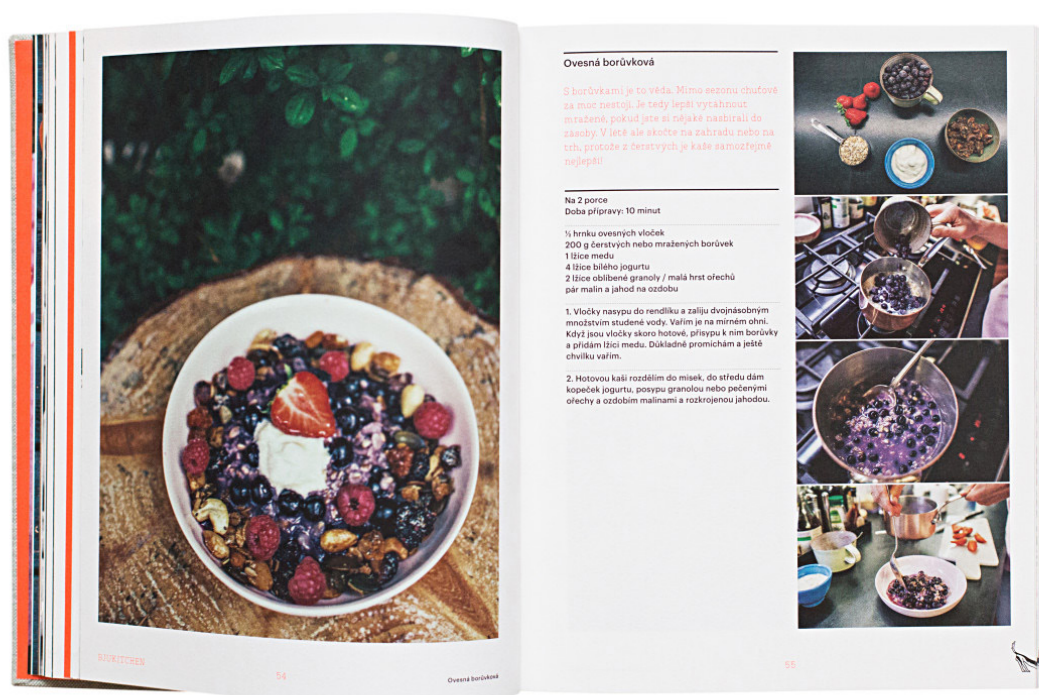 KUCHYŇKITCHEN
54
Ovesná borůvková
Ovesná borůvková
S borůvkami je to věda. Mimo sezonu chuťově
za moc nestojí. Je tedy lepší vytáhnout
mražené, pokud jste si nějaké nasbírali do
zásoby. V létě ale skočte na zahradu nebo na
trh, protože z čerstvých je kaše samozřejmě
nejlepší!
Na 2 porce
Doba přípravy: 10 minut
½ hrnku ovesných vloček
200 g čerstvých nebo mražených borůvek
1 lžíce medu
4 lžíce bílého jogurtu
2 lžíce oblíbené granoly / malá hrst ořechů
pár malin a jahod na ozdobu
1. Vločky nasypu do rendlíku a zaliju dvojnásobným
množstvím studené vody. Vařím je na mírném ohni.
Když jsou vločky skoro hotové, přisypu k nim borůvky
a přidám lžíci medu. Důkladně promíchám a ještě
chvilku vařím.
2. Hotovou kaši rozdělím do misek, do středu dám
kopeček jogurtu, posypu granolou nebo pečenými
ořechy a ozdobím malinami a rozkrojenou jahodou.
55